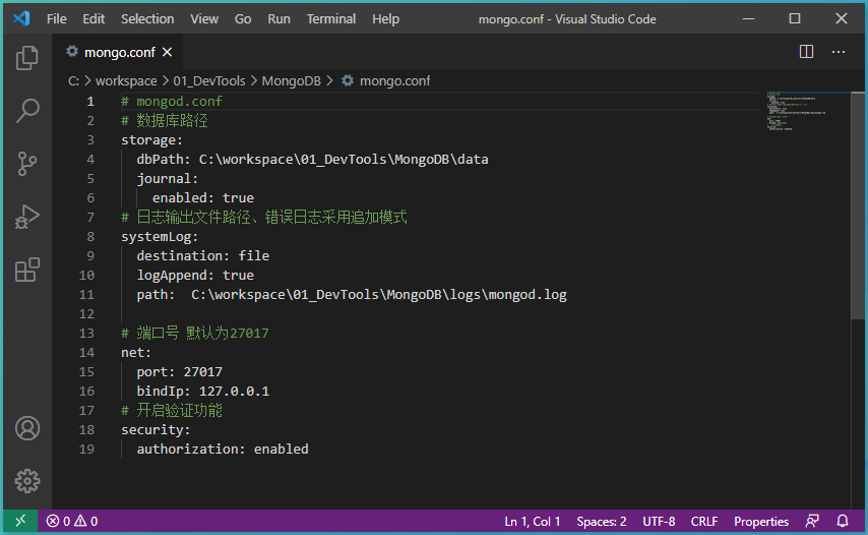 File Edit Selection View Go Run Terminal Help mongo.conf - Visual Studio Code
mongo.conf
C: > workspace > 01_DevTools > MongoDB > mongo.conf
1 # mongod.conf
2 # 数据库路径
3 storage:
4 dbPath: C:\workspace\01_DevTools\MongoDB\data
5 journal:
6 enabled: true
7 # 日志输出文件路径、错误日志采用追加模式
8 systemLog:
9 destination: file
10 logAppend: true
11 path:  C:\workspace\01_DevTools\MongoDB\logs\mongod.log
12
13 # 端口号 默认为27017
14 net:
15 port: 27017
16 bindIp: 127.0.0.1
17 # 开启验证功能
18 security:
19 authorization: enabled
0 0 Ln 1, Col 1 Spaces: 2 UTF-8 CRLF Properties